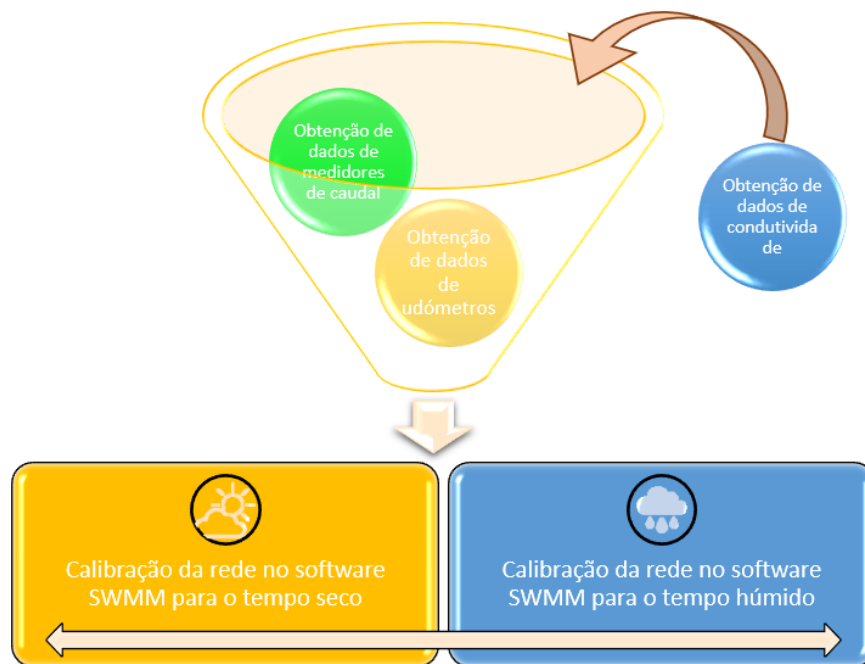 Obtenção de
dados de
medidores
de caudal
Obtenção de
dados de
condutivida
de
Obtenção
de dados
de
udómetros
Calibração da rede no software
SWMM para o tempo seco
Calibração da rede no software
SWMM para o tempo húmido